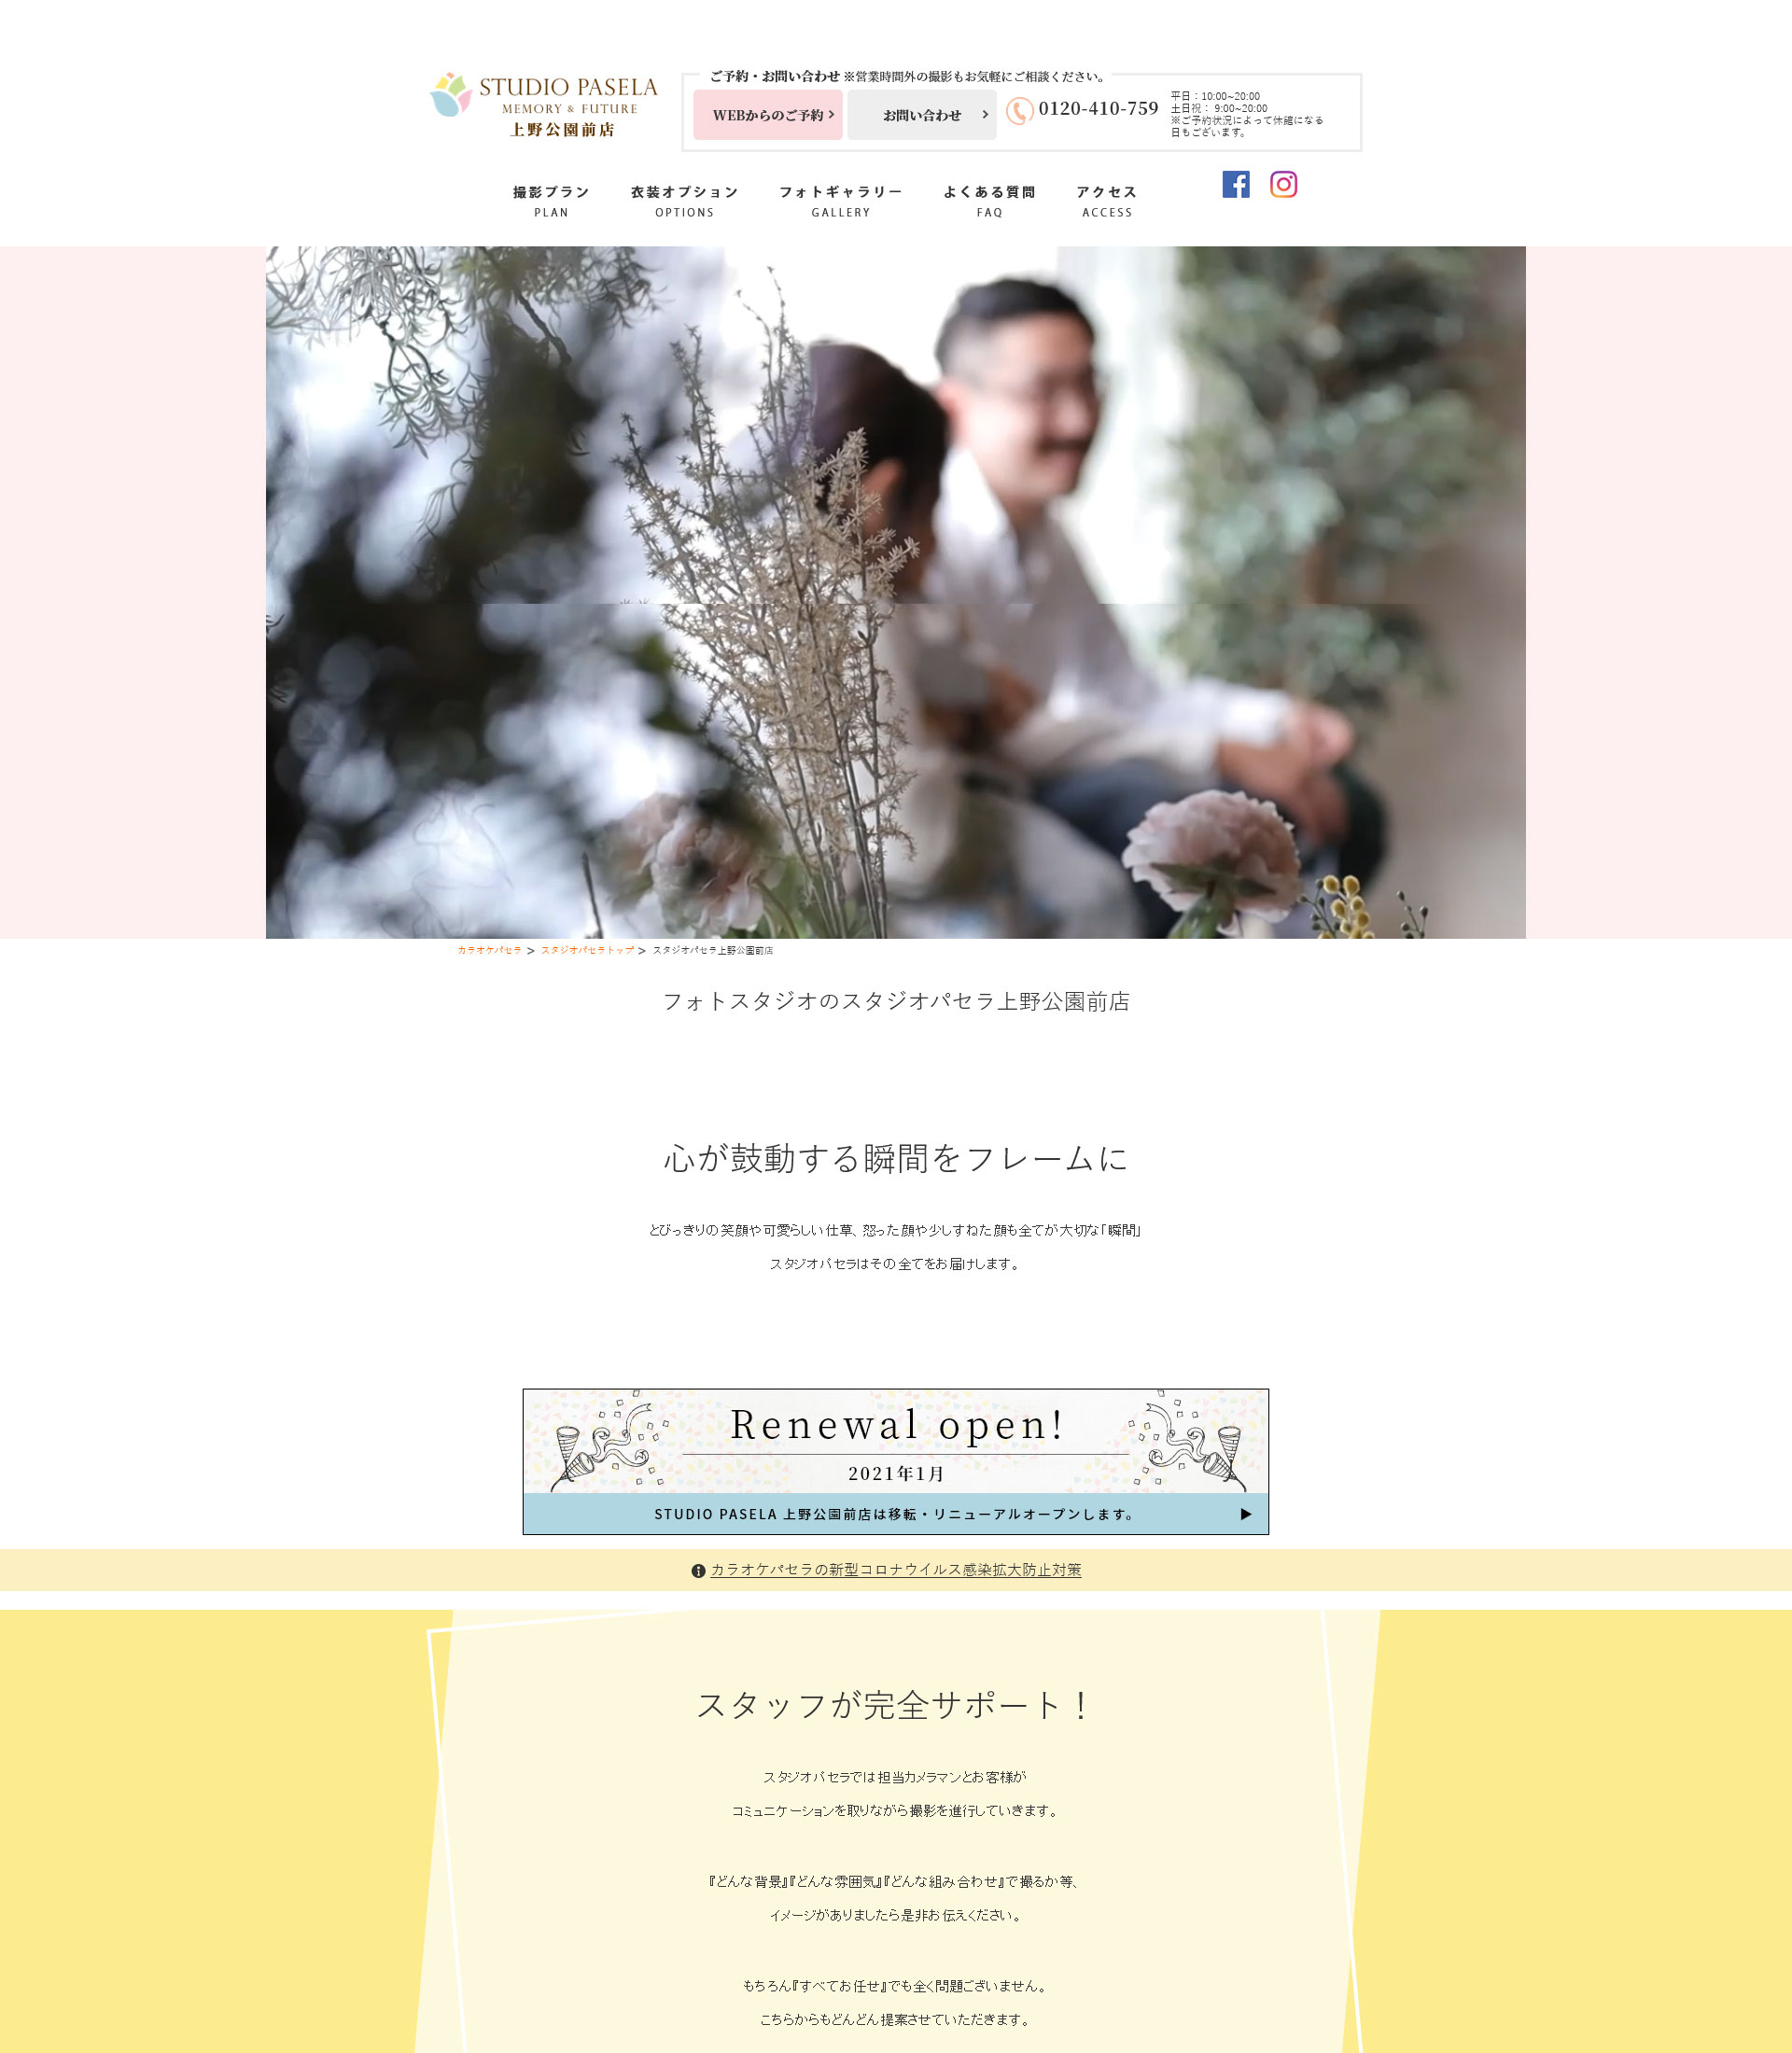 STUDIO PASELA
MEMORY & FUTURE
上野公園前店
ご予約・お問い合わせ ※営業時間外の撮影もお気軽にご相談ください。
WEBからのご予約
お問い合わせ
0120-410-759
平日：10:00~20:00
土日祝： 9:00~20:00
※ご予約状況によって休館になる
日もございます。
撮影プラン
PLAN
衣装オプション
OPTIONS
フォトギャラリー
GALLERY
よくある質問
FAQ
アクセス
ACCESS
カラオケパセラ > スタジオパセラトップ > スタジオパセラ上野公園前店
フォトスタジオのスタジオパセラ上野公園前店
心が鼓動する瞬間をフレームに
とびっきりの笑顔や可愛らしい仕草、怒った顔や少しすねた顔も全てが大切な「瞬間」
スタジオパセラはその全てをお届けします。
Renewal open!
2021年1月
STUDIO PASELA 上野公園前店は移転・リニューアルオープンします。
カラオケパセラの新型コロナウイルス感染拡大防止対策
スタッフが完全サポート！
スタジオパセラでは担当カメラマンとお客様が
コミュニケーションを取りながら撮影を進行していきます。
『どんな背景』『どんな雰囲気』『どんな組み合わせ』で撮るか等、
イメージがありましたら是非お伝えください。
もちろん『すべてお任せ』でも全く問題ございません。
こちらからもどんどん提案させていただきます。